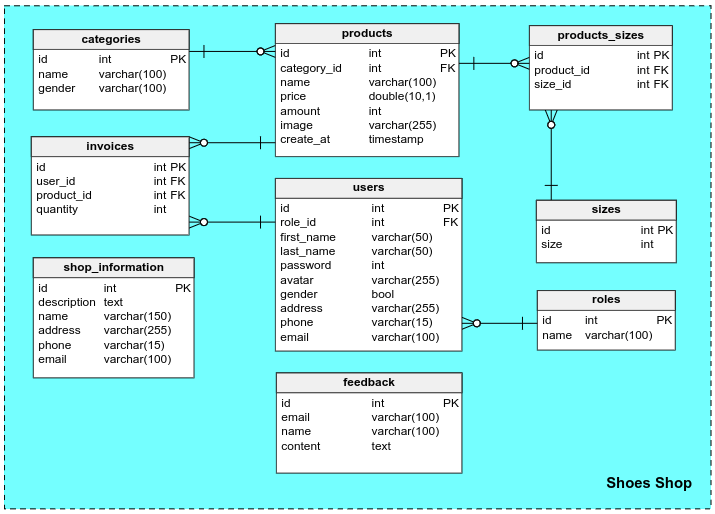 categories
id int PK
name varchar(100)
gender varchar(100)
products
id int PK
category_id int FK
name varchar(100)
price double(10,1)
amount int
image varchar(255)
create_at timestamp
products_sizes
id int PK
product_id int FK
size_id int FK
invoices
id int PK
user_id int FK
product_id int FK
quantity int
users
id int PK
role_id int FK
first_name varchar(50)
last_name varchar(50)
password int
avatar varchar(255)
gender bool
address varchar(255)
phone varchar(15)
email varchar(100)
sizes
id int PK
size int
shop_information
id int PK
description text
name varchar(150)
address varchar(255)
phone varchar(15)
email varchar(100)
roles
id int PK
name varchar(100)
feedback
id int PK
email varchar(100)
name varchar(100)
content text
Shoes Shop